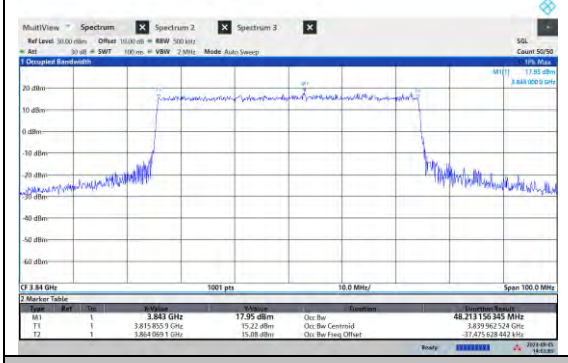 MultiView Spectrum X Spectrum 2 X Spectrum 3 X
Ref Level 30.00 dBm Offset 10.00 dB RBW 500 kHz SGL
Att 30 dB SWT 100 ms VBW 2 MHz Mode Auto Sweep Count 50/50
1 Occupied Bandwidth 1Pk Max
M1[1] 17.95 dBm
3.843 000 0 GHz
20 dBm
10 dBm
0 dBm
-10 dBm
-20 dBm
-30 dBm
-40 dBm
-50 dBm
-60 dBm
CF 3.84 GHz 1001 pts 10.0 MHz/ Span 100.0 MHz
2 Marker Table
Type Ref Trc X-Value Y-Value Function Function Result
M1 1 3.843 GHz 17.95 dBm Occ Bw 48.213 156 345 MHz
T1 1 3.815 855 9 GHz 15.22 dBm Occ Bw Centroid 3.839 962 524 GHz
T2 1 3.864 069 1 GHz 15.08 dBm Occ Bw Freq Offset -37.475 628 442 kHz
Ready